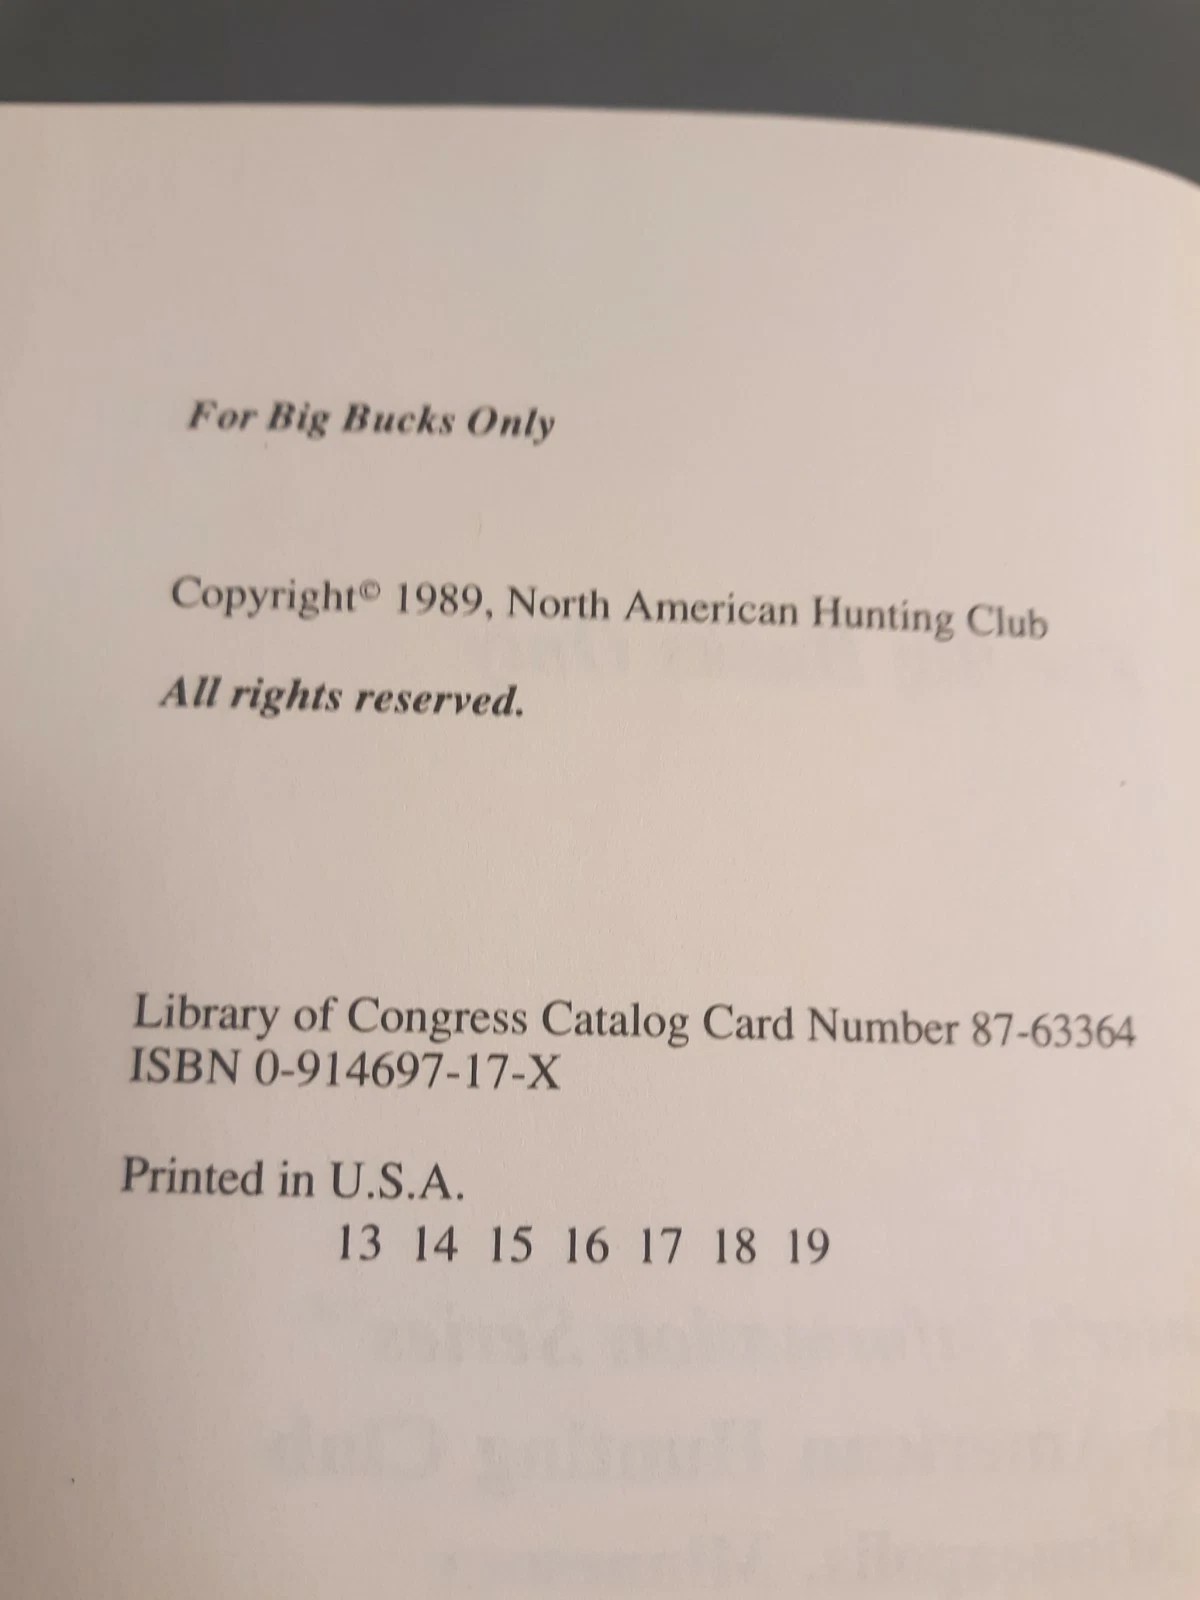 For Big Bucks Only
Copyright© 1989, North American Hunting Club
All rights reserved.
Library of Congress Catalog Card Number 87-63364
ISBN 0-914697-17-X
Printed in U.S.A.
13 14 15 16 17 18 19